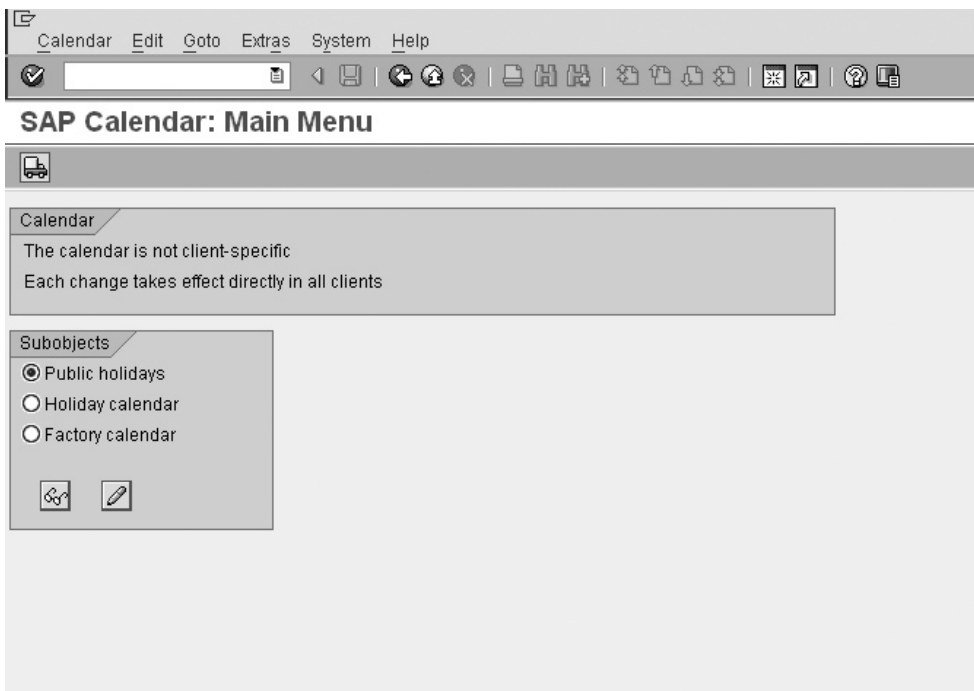 Calendar Edit Goto Extras System Help
SAP Calendar: Main Menu
Calendar
The calendar is not client-specific
Each change takes effect directly in all clients
Subobjects
Public holidays
Holiday calendar
Factory calendar